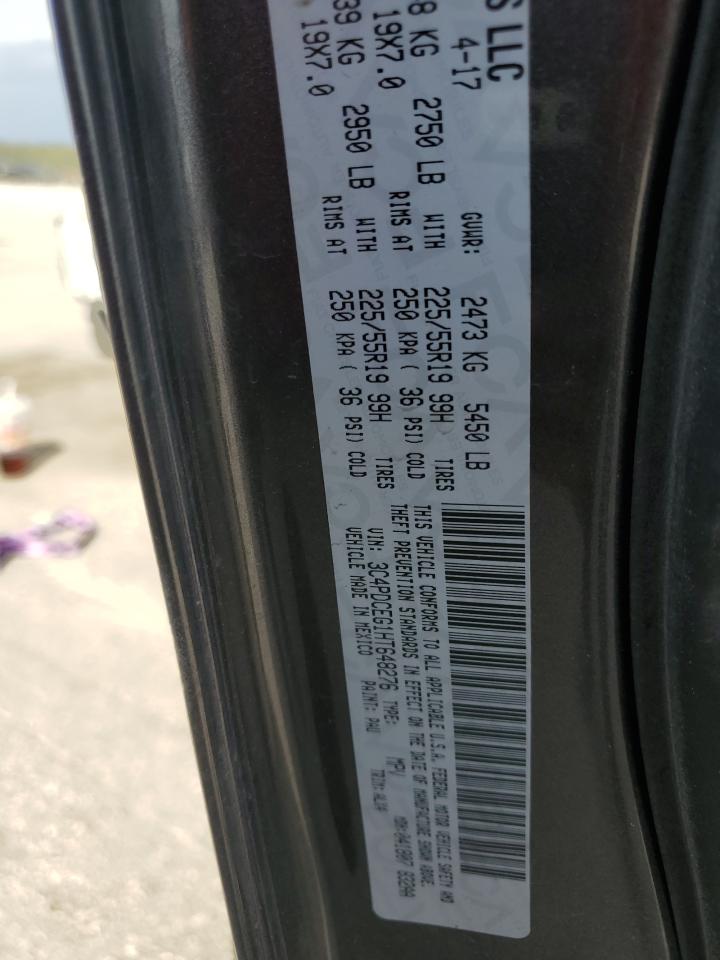 S LLC
4-17 GVWR: 2473 KG 5450 LB
8 KG 2750 LB WITH 225/55R19 99H TIRES
19X7.0 RIMS AT 250 KPA ( 36 PSI) COLD
39 KG 2950 LB WITH 225/55R19 99H TIRES
19X7.0 RIMS AT 250 KPA ( 36 PSI) COLD
THIS VEHICLE CONFORMS TO ALL APPLICABLE U.S.A. FEDERAL MOTOR VEHICLE SAFETY AND
THEFT PREVENTION STANDARDS IN EFFECT ON THE DATE OF MANUFACTURE SHOWN ABOVE.
VIN: 3C4PDCEG1HT648276 TYPE: MPV MDH:041807 832AA
VEHICLE MADE IN MEXICO PAINT: PAU TRIM: